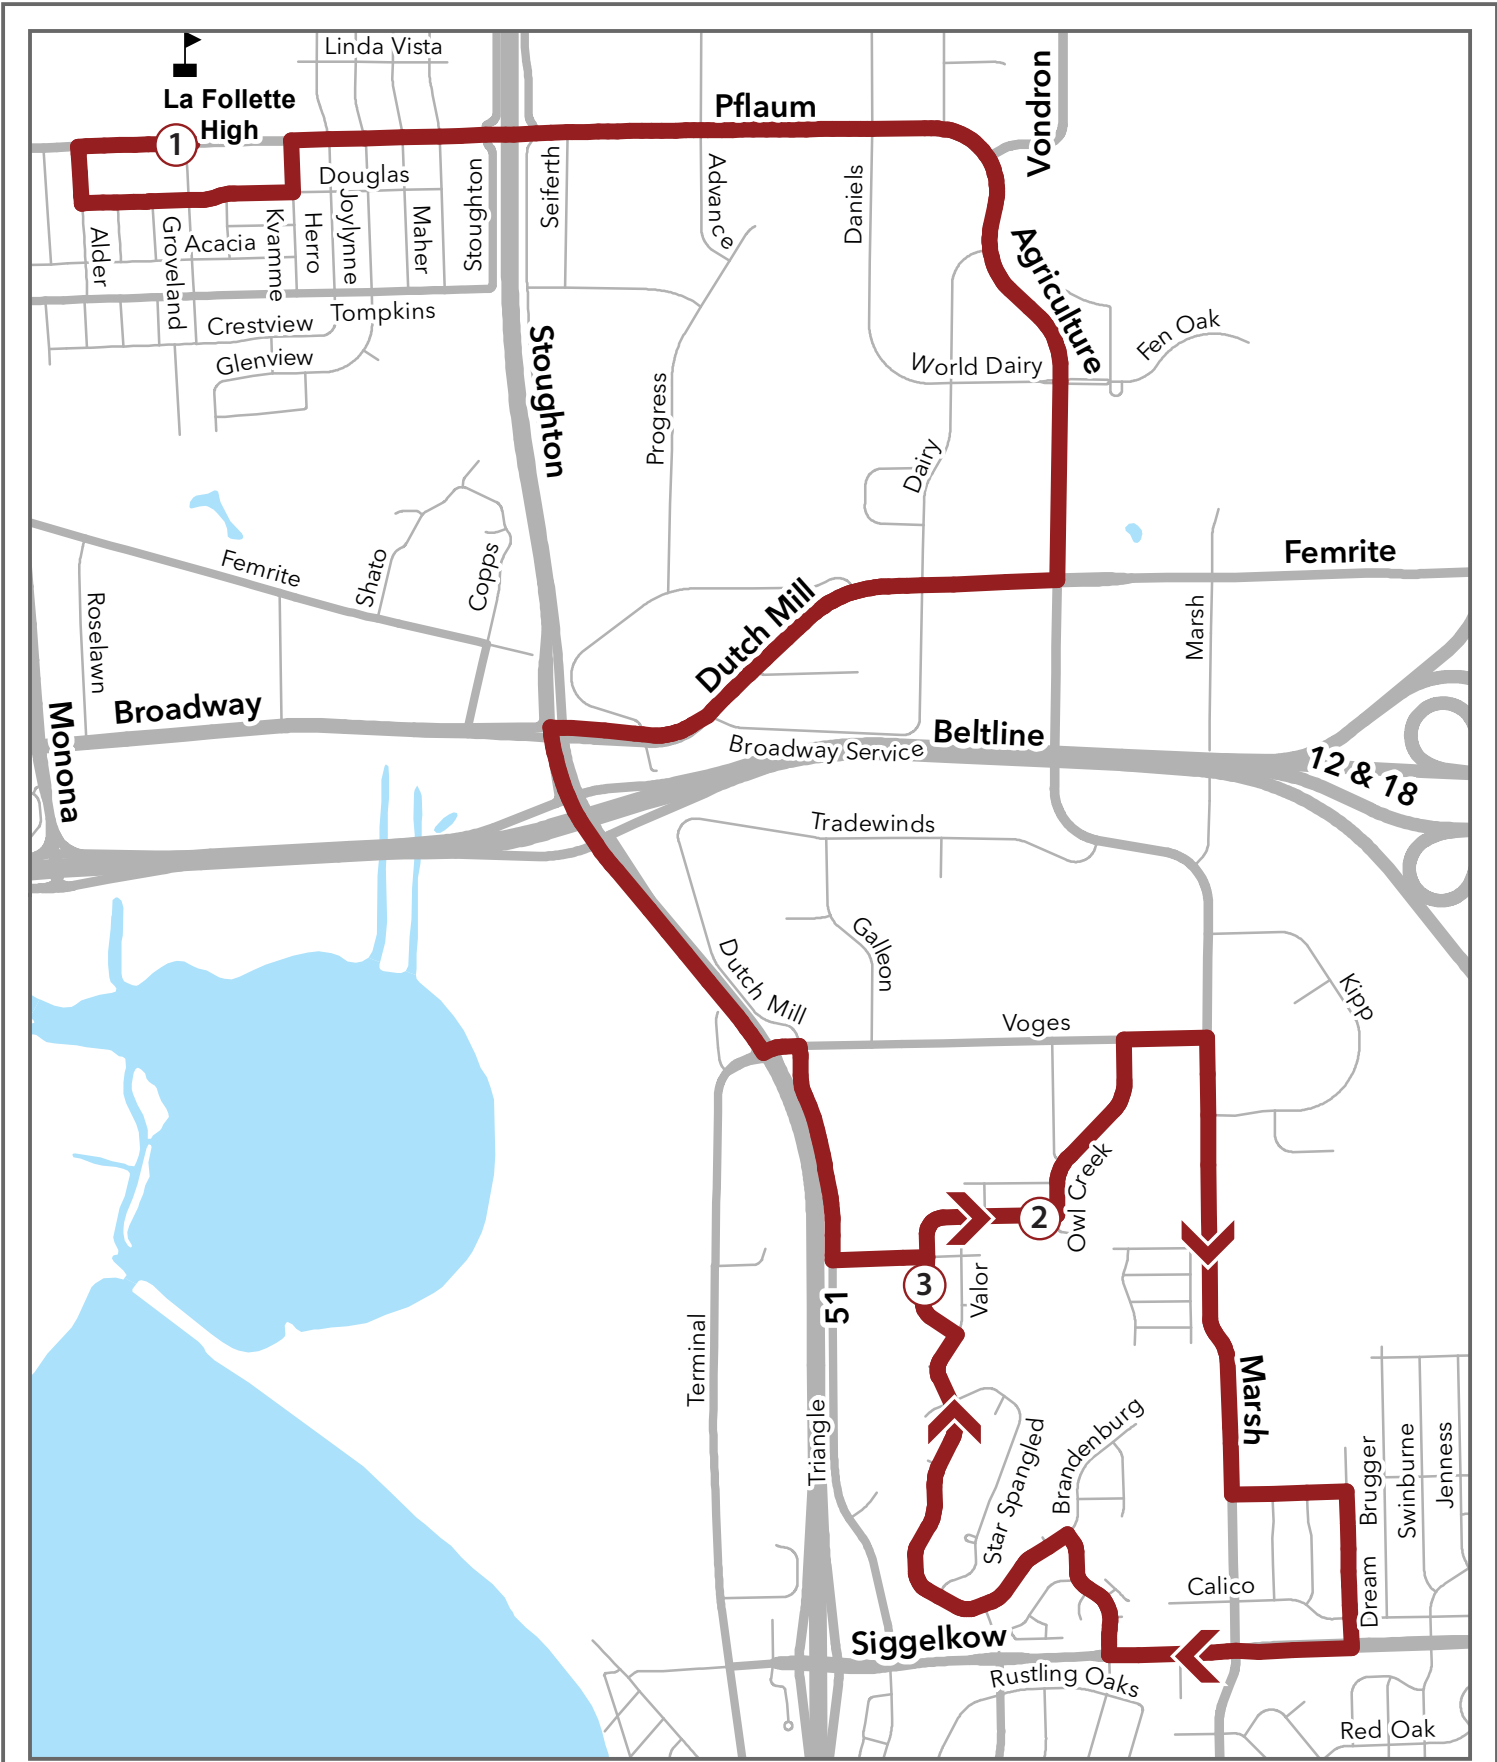 Linda Vista
La Follette
High
1
Pflaum
Vondron
Douglas
Alder
Groveland
Acacia
Kvamme
Herro
Joylynne
Maher
Stoughton
Seiferth
Advance
Daniels
Agriculture
Tompkins
Crestview
Glenview
Stoughton
Progress
World Dairy
Fen Oak
Dairy
Femrite
Shato
Copps
Roselawn
Femrite
Marsh
Dutch Mill
Broadway
Monona
Beltline
Broadway Service
12 & 18
Tradewinds
Galleon
Dutch Mill
Voges
Kipp
Owl Creek
2
3
Valor
51
Terminal
Triangle
Marsh
Star Spangled
Brandenburg
Brugger
Swinburne
Jenness
Calico
Dream
Siggelkow
Rustling Oaks
Red Oak